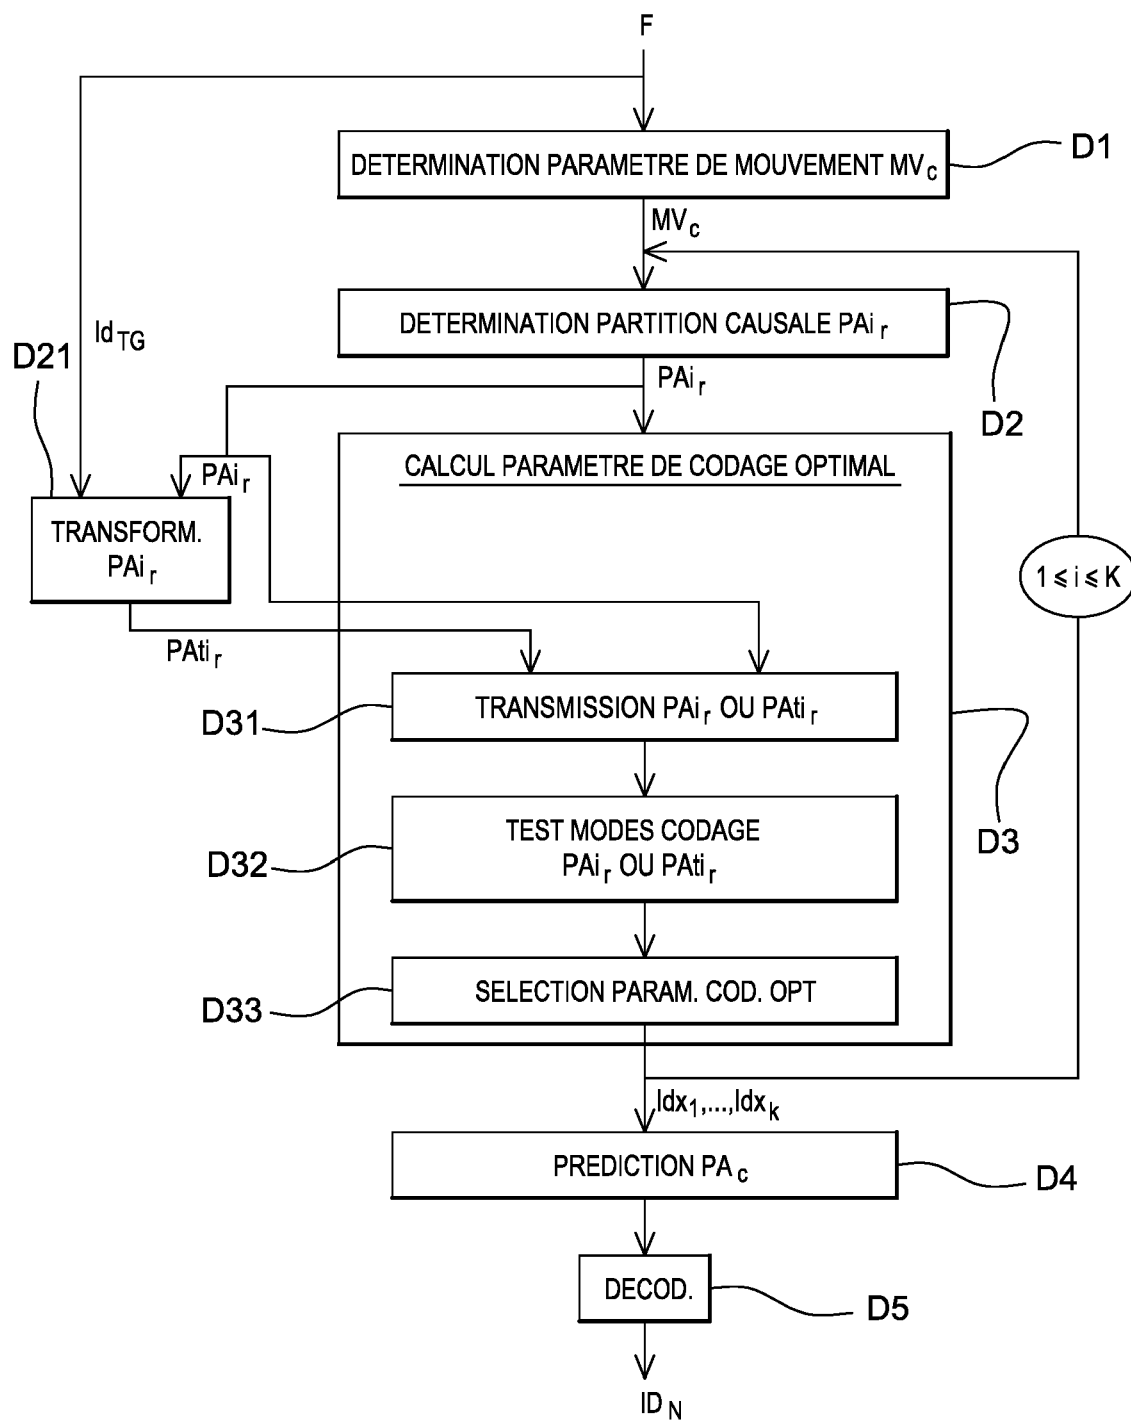 F
DETERMINATION PARAMETRE DE MOUVEMENT MVc
D1
MVc
IdTG
DETERMINATION PARTITION CAUSALE PAir
D21
PAir
D2
CALCUL PARAMETRE DE CODAGE OPTIMAL
PAir
TRANSFORM.
PAir
1 ⩽ i ⩽ K
PAtir
TRANSMISSION PAir OU PAtir
D31
TEST MODES CODAGE
PAir OU PAtir
D3
D32
SELECTION PARAM. COD. OPT
D33
Idx1,...,Idxk
PREDICTION PAc
D4
DECOD.
D5
IDN